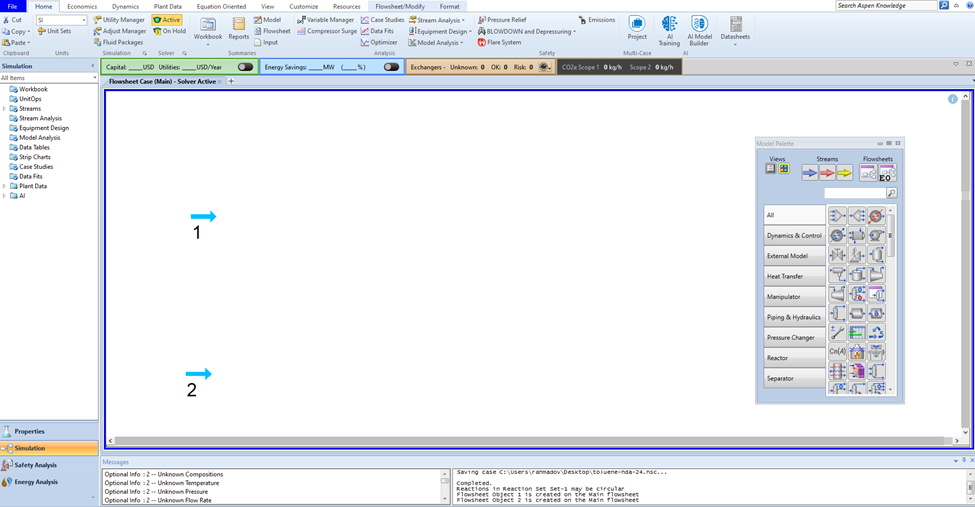 File Home Economics Dynamics Plant Data Equation Oriented View Customize Resources Flowsheet/Modify Format Search Aspen Knowledge
Cut SI Utility Manager Active Model Flowsheet Input Variable Manager Case Studies Stream Analysis Pressure Relief Emissions
Copy Unit Sets Adjust Manager On Hold Workbook Reports Flowsheet Compressor Surge Data Fits Equipment Design BLOWDOWN and Depressuring Project AI Training AI Model Builder Datasheets
Paste Fluid Packages Input Optimizer Model Analysis Flare System
Clipboard Units Simulation Solver Summaries Analysis Safety Multi-Case AI
Simulation Capital: ____USD Utilities: ____USD/Year Energy Savings: ____MW (____%) Exchangers - Unknown: 0 OK: 0 Risk: 0 CO2e Scope 1 0 kg/h Scope 2 0 kg/h
All Items Flowsheet Case (Main) - Solver Active +
Workbook
UnitOps
Streams
Stream Analysis
Equipment Design
Model Analysis
Data Tables
Strip Charts
Case Studies
Data Fits
Plant Data
AI
1
2
Model Palette
Views Streams Flowsheets
EO
All
Dynamics & Control
External Model
Heat Transfer
Manipulator
Piping & Hydraulics
Pressure Changer
Reactor
Separator
Cn(A)
Properties
Simulation
Safety Analysis
Energy Analysis
Messages
Optional Info : 2 -- Unknown Compositions
Optional Info : 2 -- Unknown Temperature
Optional Info : 2 -- Unknown Pressure
Optional Info : 2 -- Unknown Flow Rate
Saving case C:\Users\rahmadov\Desktop\toluene-hda-24.hsc...
Completed.
Reactions in Reaction Set Set-1 may be circular
Flowsheet Object 1 is created on the Main flowsheet
Flowsheet Object 2 is created on the Main flowsheet